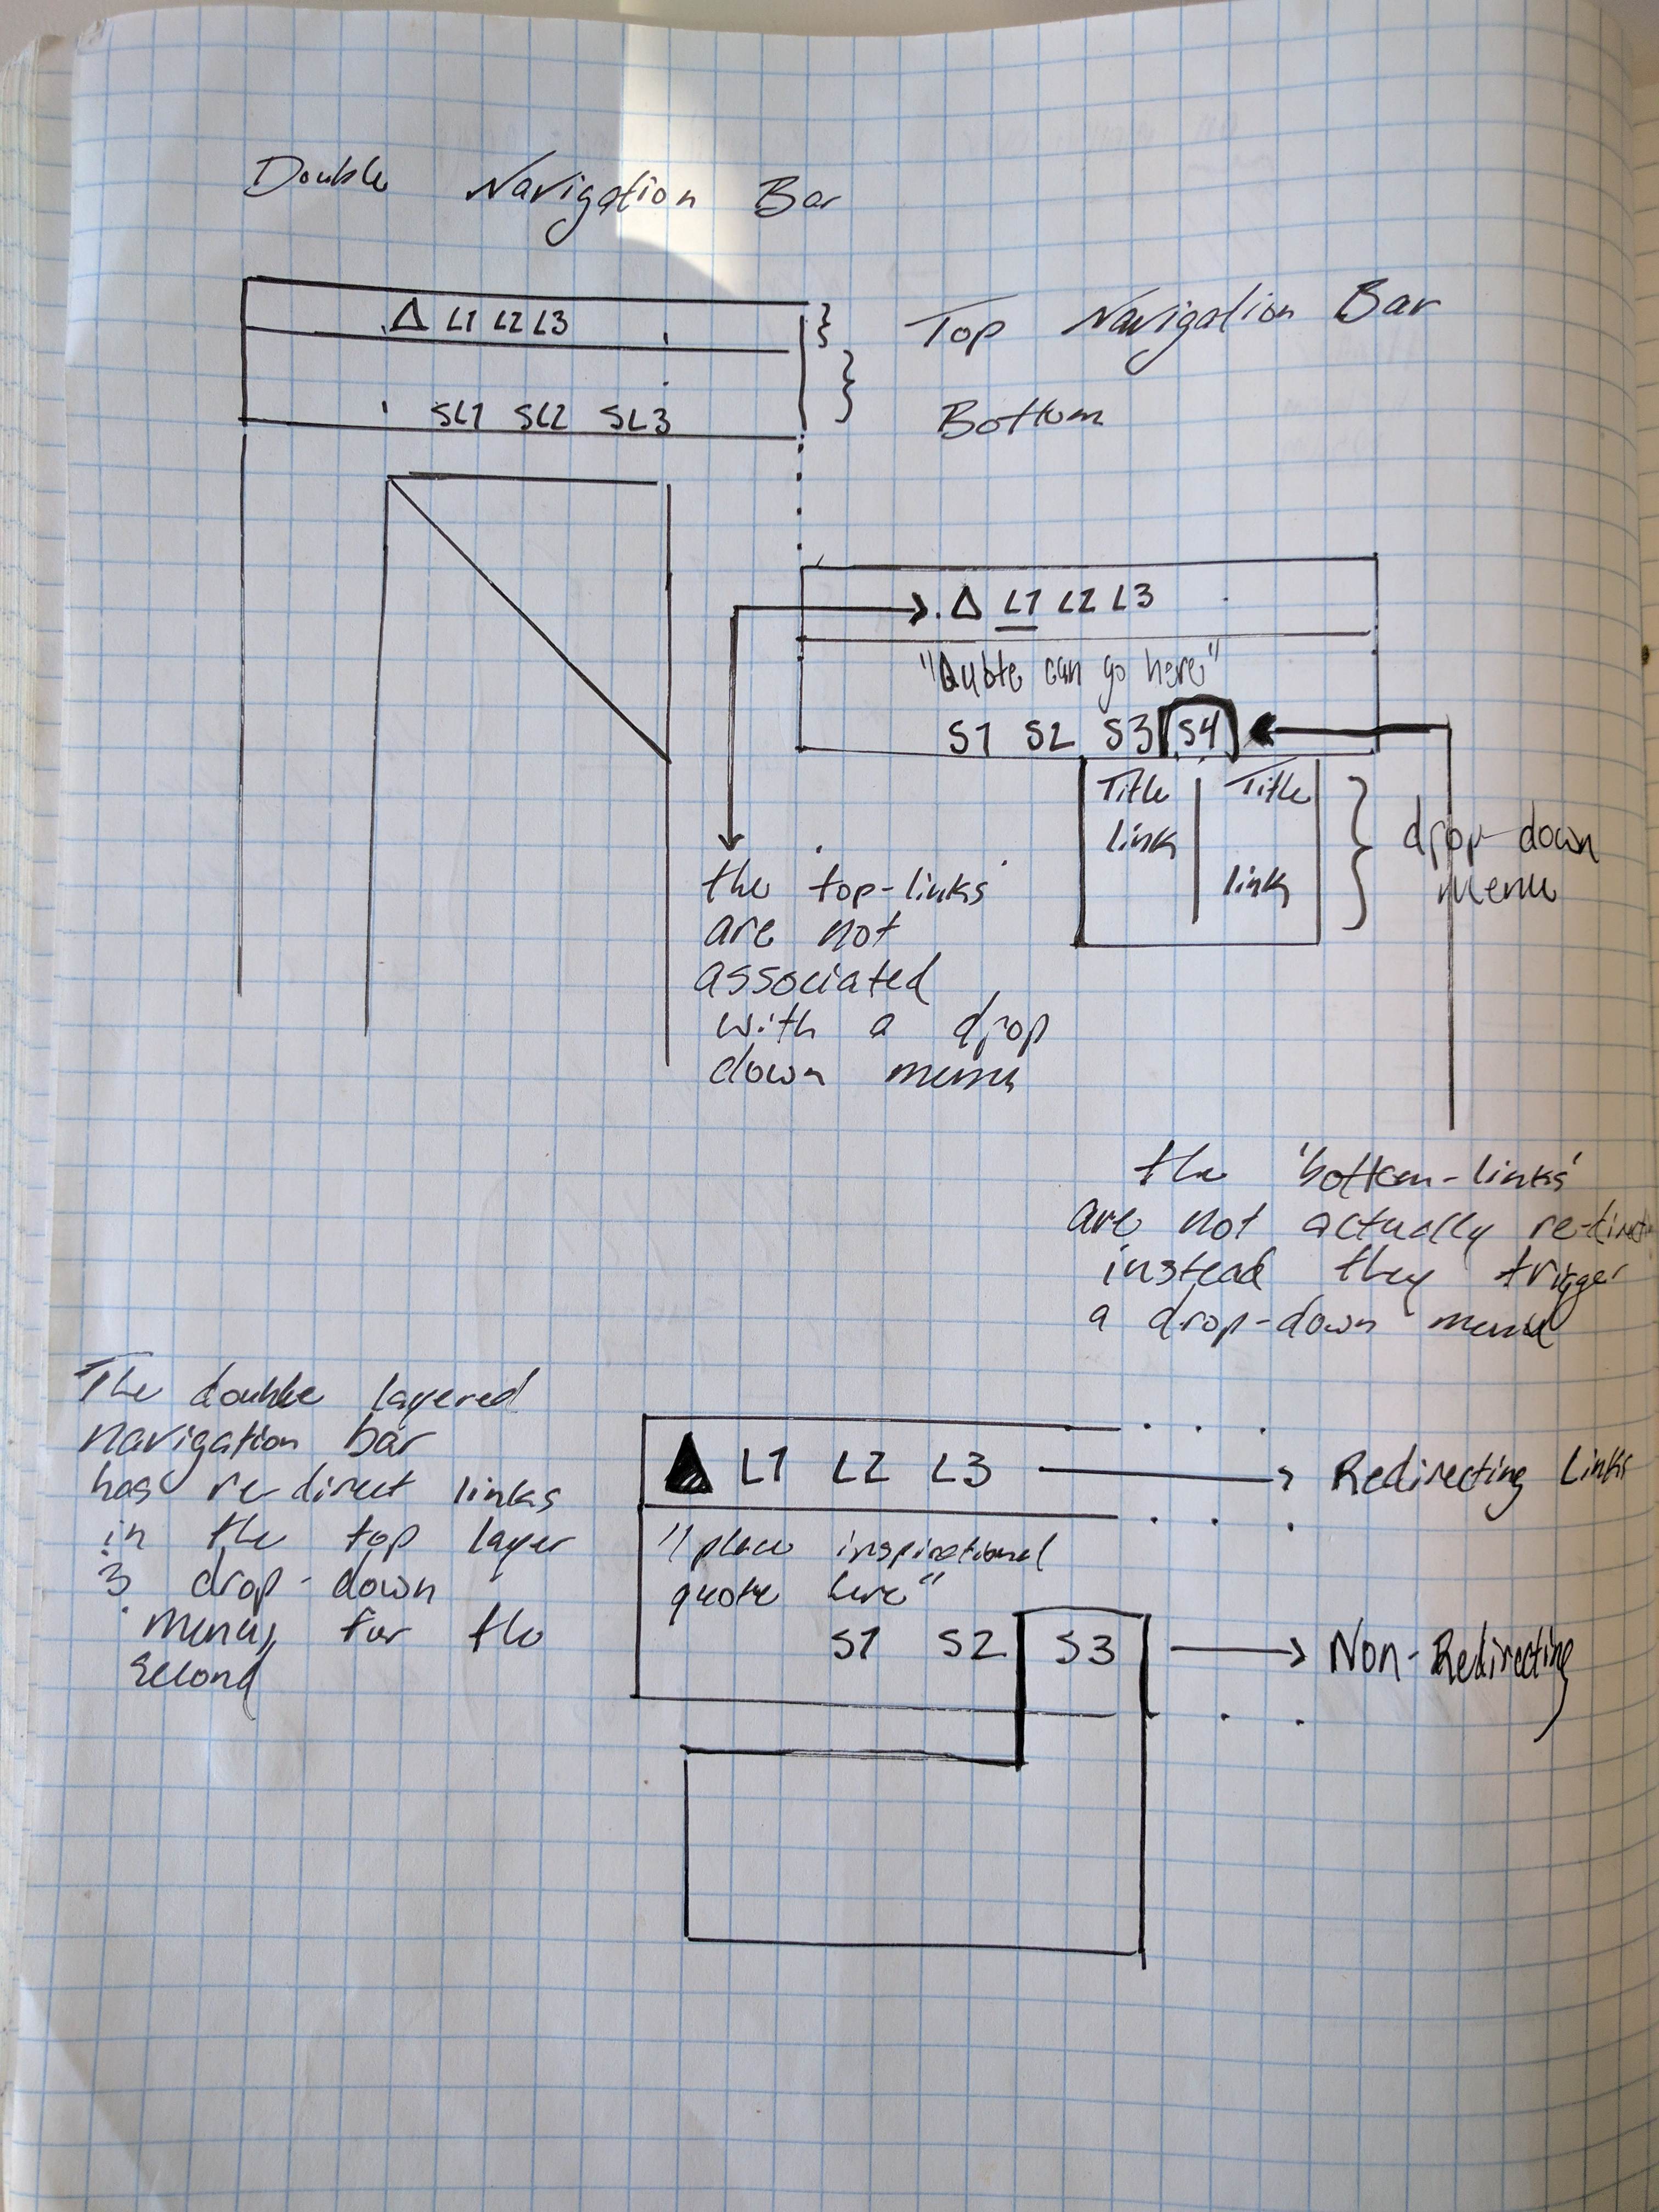 Double Navigation Bar
L1 L2 L3
Top Navigation Bar
SL1 SL2 SL3
Bottom
L1 L2 L3
"Quote can go here"
S1 S2 S3 S4
Title Title
link
link
drop-down
menu
the top-links
are not
associated
with a drop
down menu
the 'bottom-links'
are not actually
instead they trigger
a drop-down menu
The double layered
navigation bar
has re-direct links
in the top layer
drop-down
menus for the
second
L1 L2 L3
Redirecting Links
"place inspirational
quote here"
S1 S2 S3
Non-Redirecting